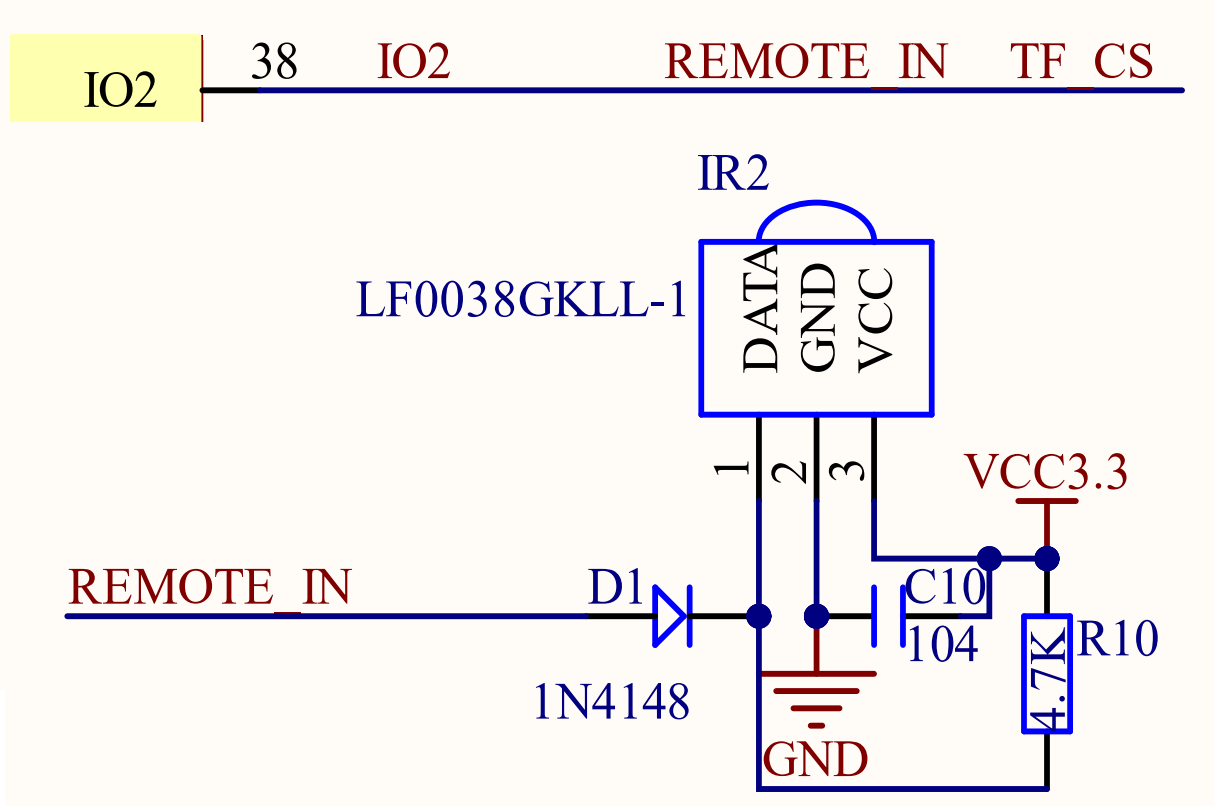 IO2 38 IO2 REMOTE_IN TF_CS
IR2
LF0038GKLL-1
DATA
GND
VCC
1
2
3
VCC3.3
REMOTE_IN
D1
1N4148
C10
104
R10
4.7K
GND